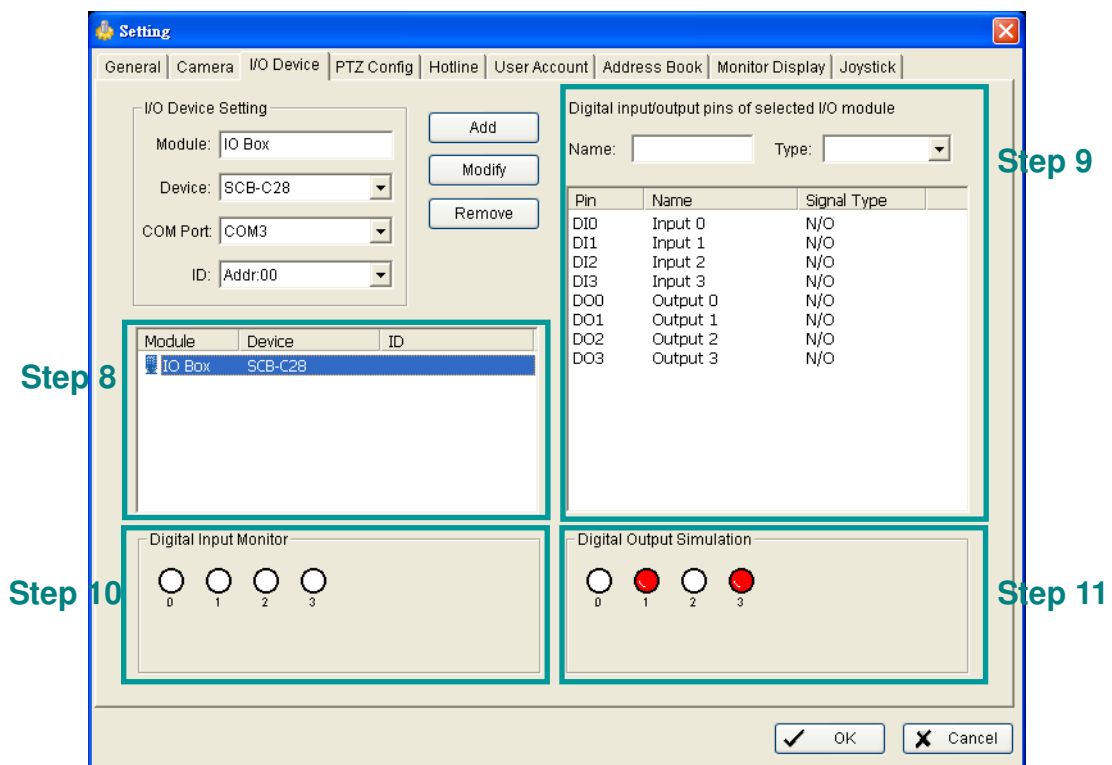 Setting
General Camera I/O Device PTZ Config Hotline User Account Address Book Monitor Display Joystick
I/O Device Setting
Module: IO Box
Device: SCB-C28
COM Port: COM3
ID: Addr:00
Add
Modify
Remove
Digital input/output pins of selected I/O module
Name: Type:
Step 9
Pin Name Signal Type
DI0 Input 0 N/O
DI1 Input 1 N/O
DI2 Input 2 N/O
DI3 Input 3 N/O
DO0 Output 0 N/O
DO1 Output 1 N/O
DO2 Output 2 N/O
DO3 Output 3 N/O
Step 8
Module Device ID
IO Box SCB-C28
Step 10
Digital Input Monitor
0 1 2 3
Digital Output Simulation
0 1 2 3
Step 11
OK Cancel